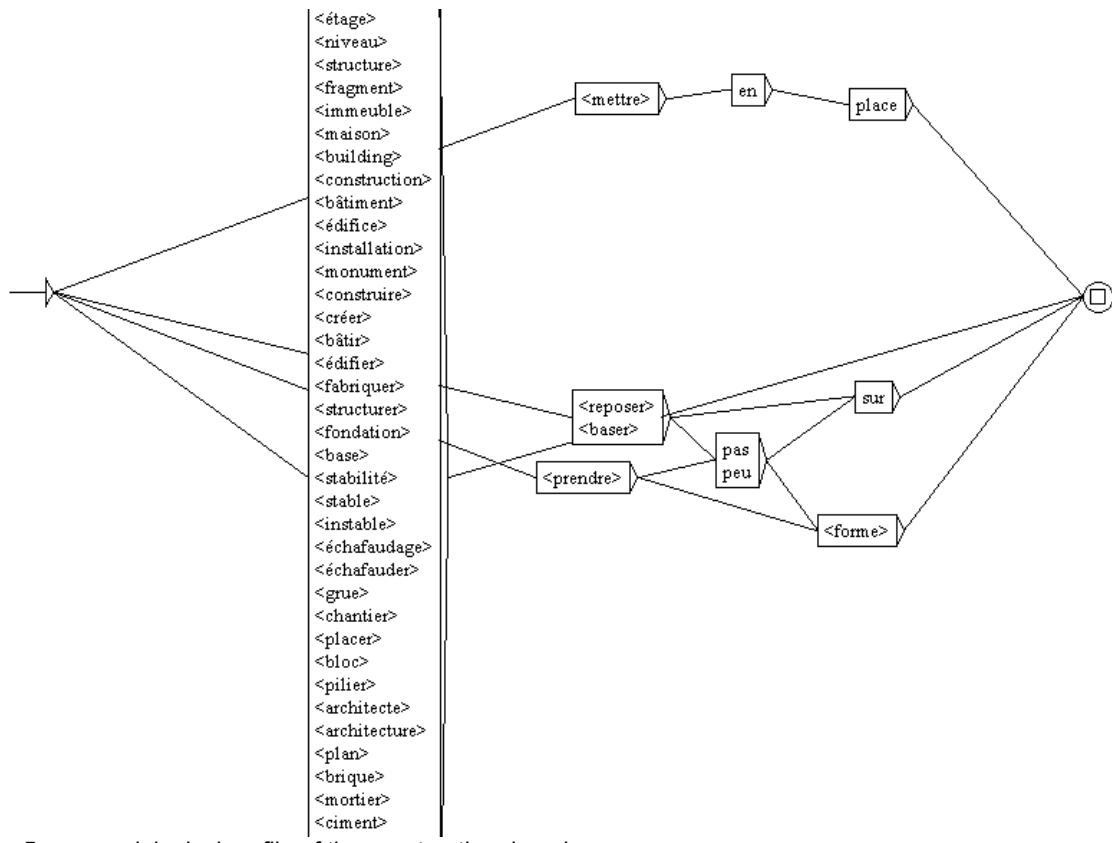 <étage>
<niveau>
<structure>
<fragment>
<immeuble>
<maison>
<building>
<construction>
<bâtiment>
<édifice>
<installation>
<monument>
<construire>
<créer>
<bâtir>
<édifier>
<fabriquer>
<structurer>
<fondation>
<base>
<stabilité>
<stable>
<instable>
<échafaudage>
<échafauder>
<grue>
<chantier>
<placer>
<bloc>
<pilier>
<architecte>
<architecture>
<plan>
<brique>
<mortier>
<ciment>
<mettre>
en
place
<reposer>
<baser>
sur
pas
peu
<prendre>
<forme>